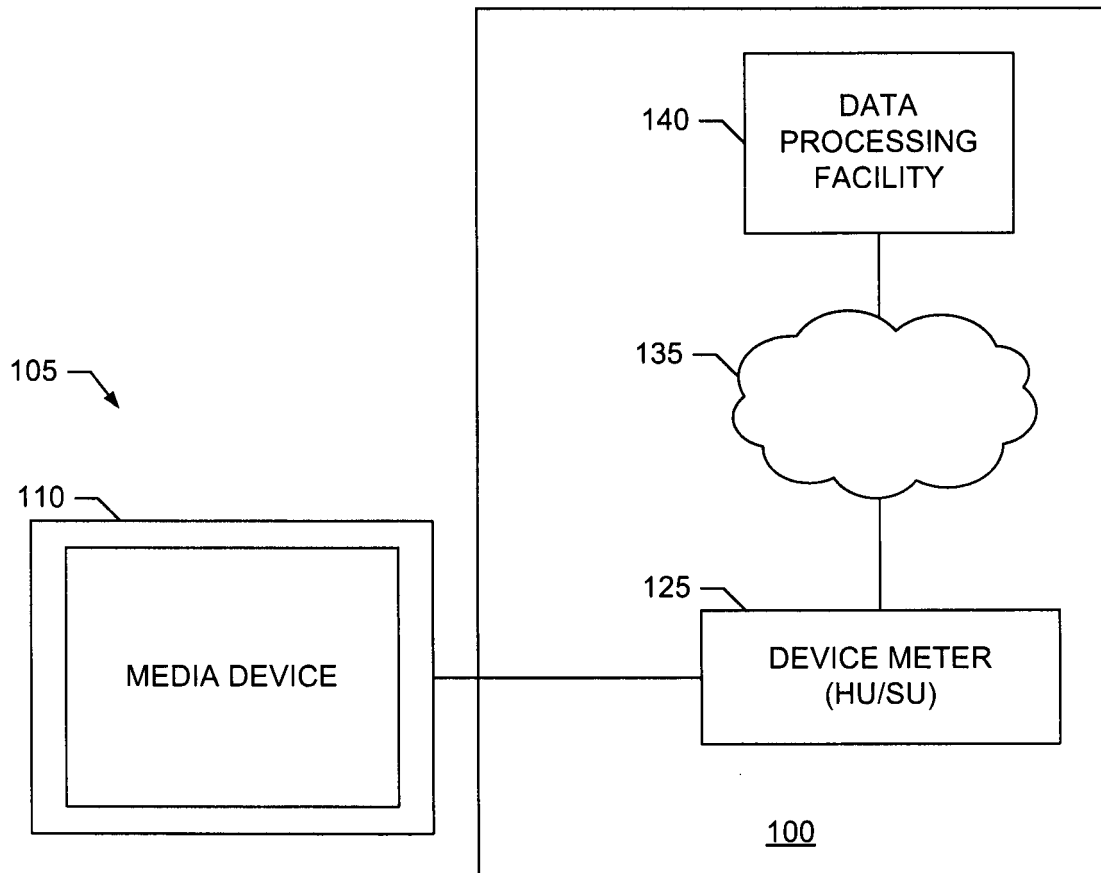 140
DATA
PROCESSING
FACILITY
135
105
110
125
MEDIA DEVICE
DEVICE METER
(HU/SU)
100